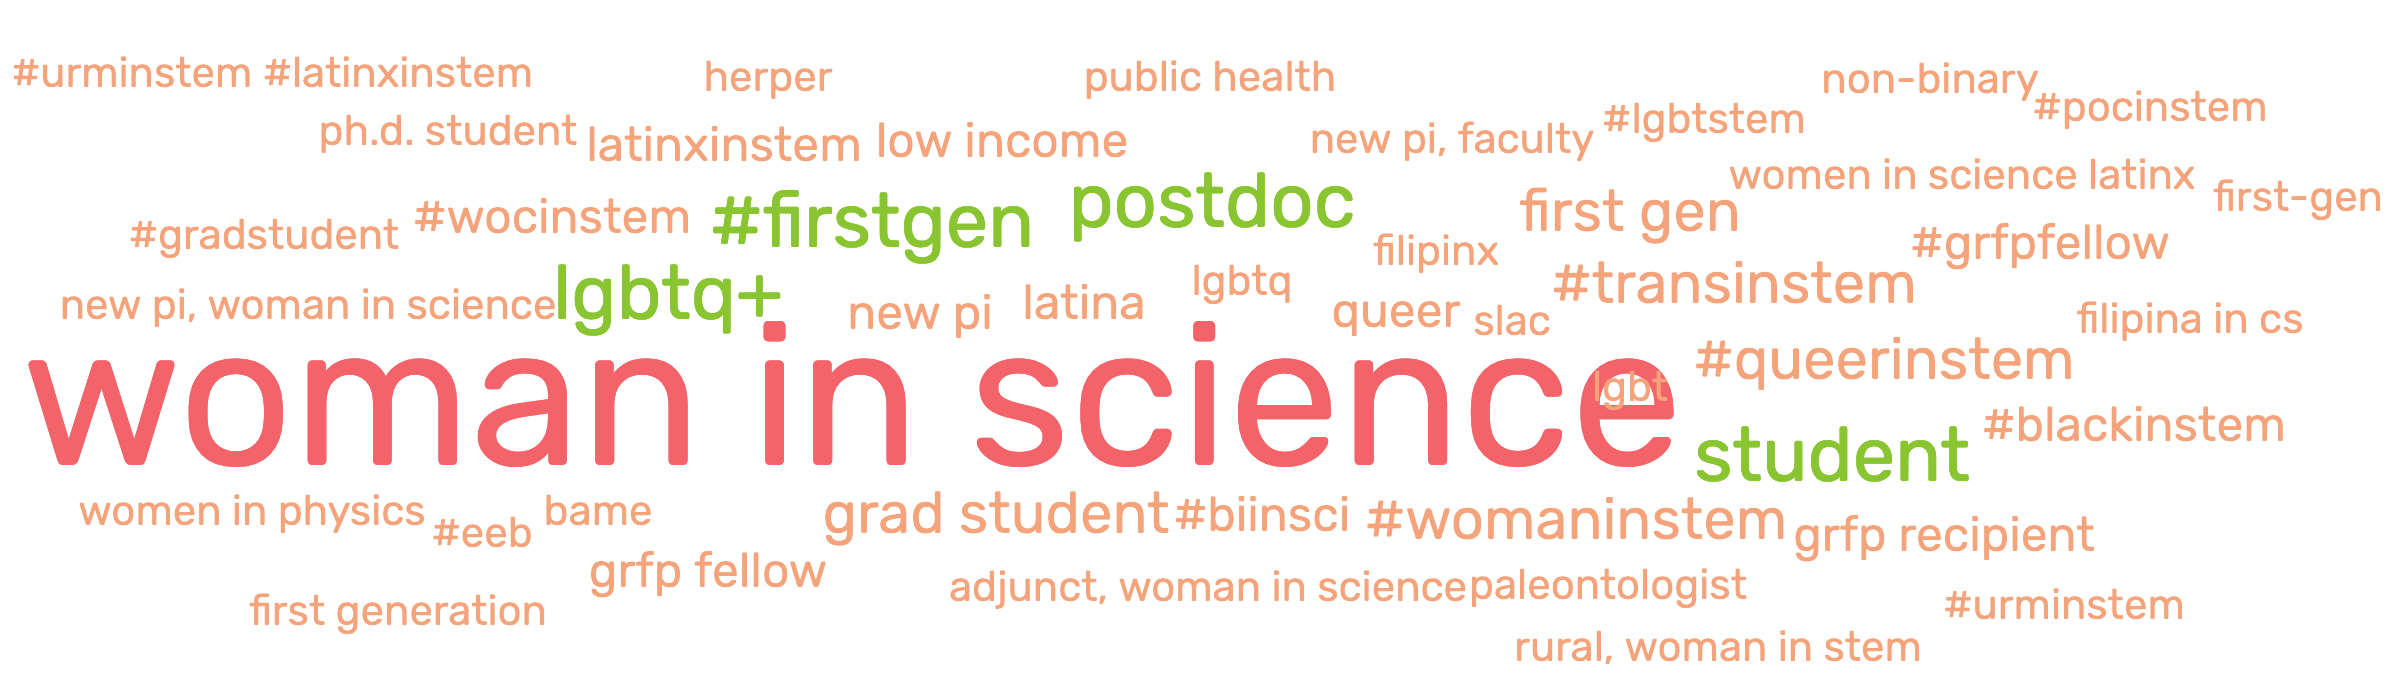 #urminstem #latinxinstem
herper
public health
non-binary
#pocinstem
ph.d. student
latinxinstem
low income
new pi, faculty
#lgbtstem
women in science latinx
first-gen
#gradstudent
#wocinstem
#firstgen
postdoc
first gen
filipinx
#grfpfellow
new pi, woman in science
lgbtq+
new pi
latina
lgbtq
queer
slac
#transinstem
filipina in cs
woman in science
lgbt
#queerinstem
student
#blackinstem
women in physics
#eeb
bame
grad student
#biinsci
#womaninstem
grfp recipient
grfp fellow
adjunct, woman in science
paleontologist
first generation
#urminstem
rural, woman in stem